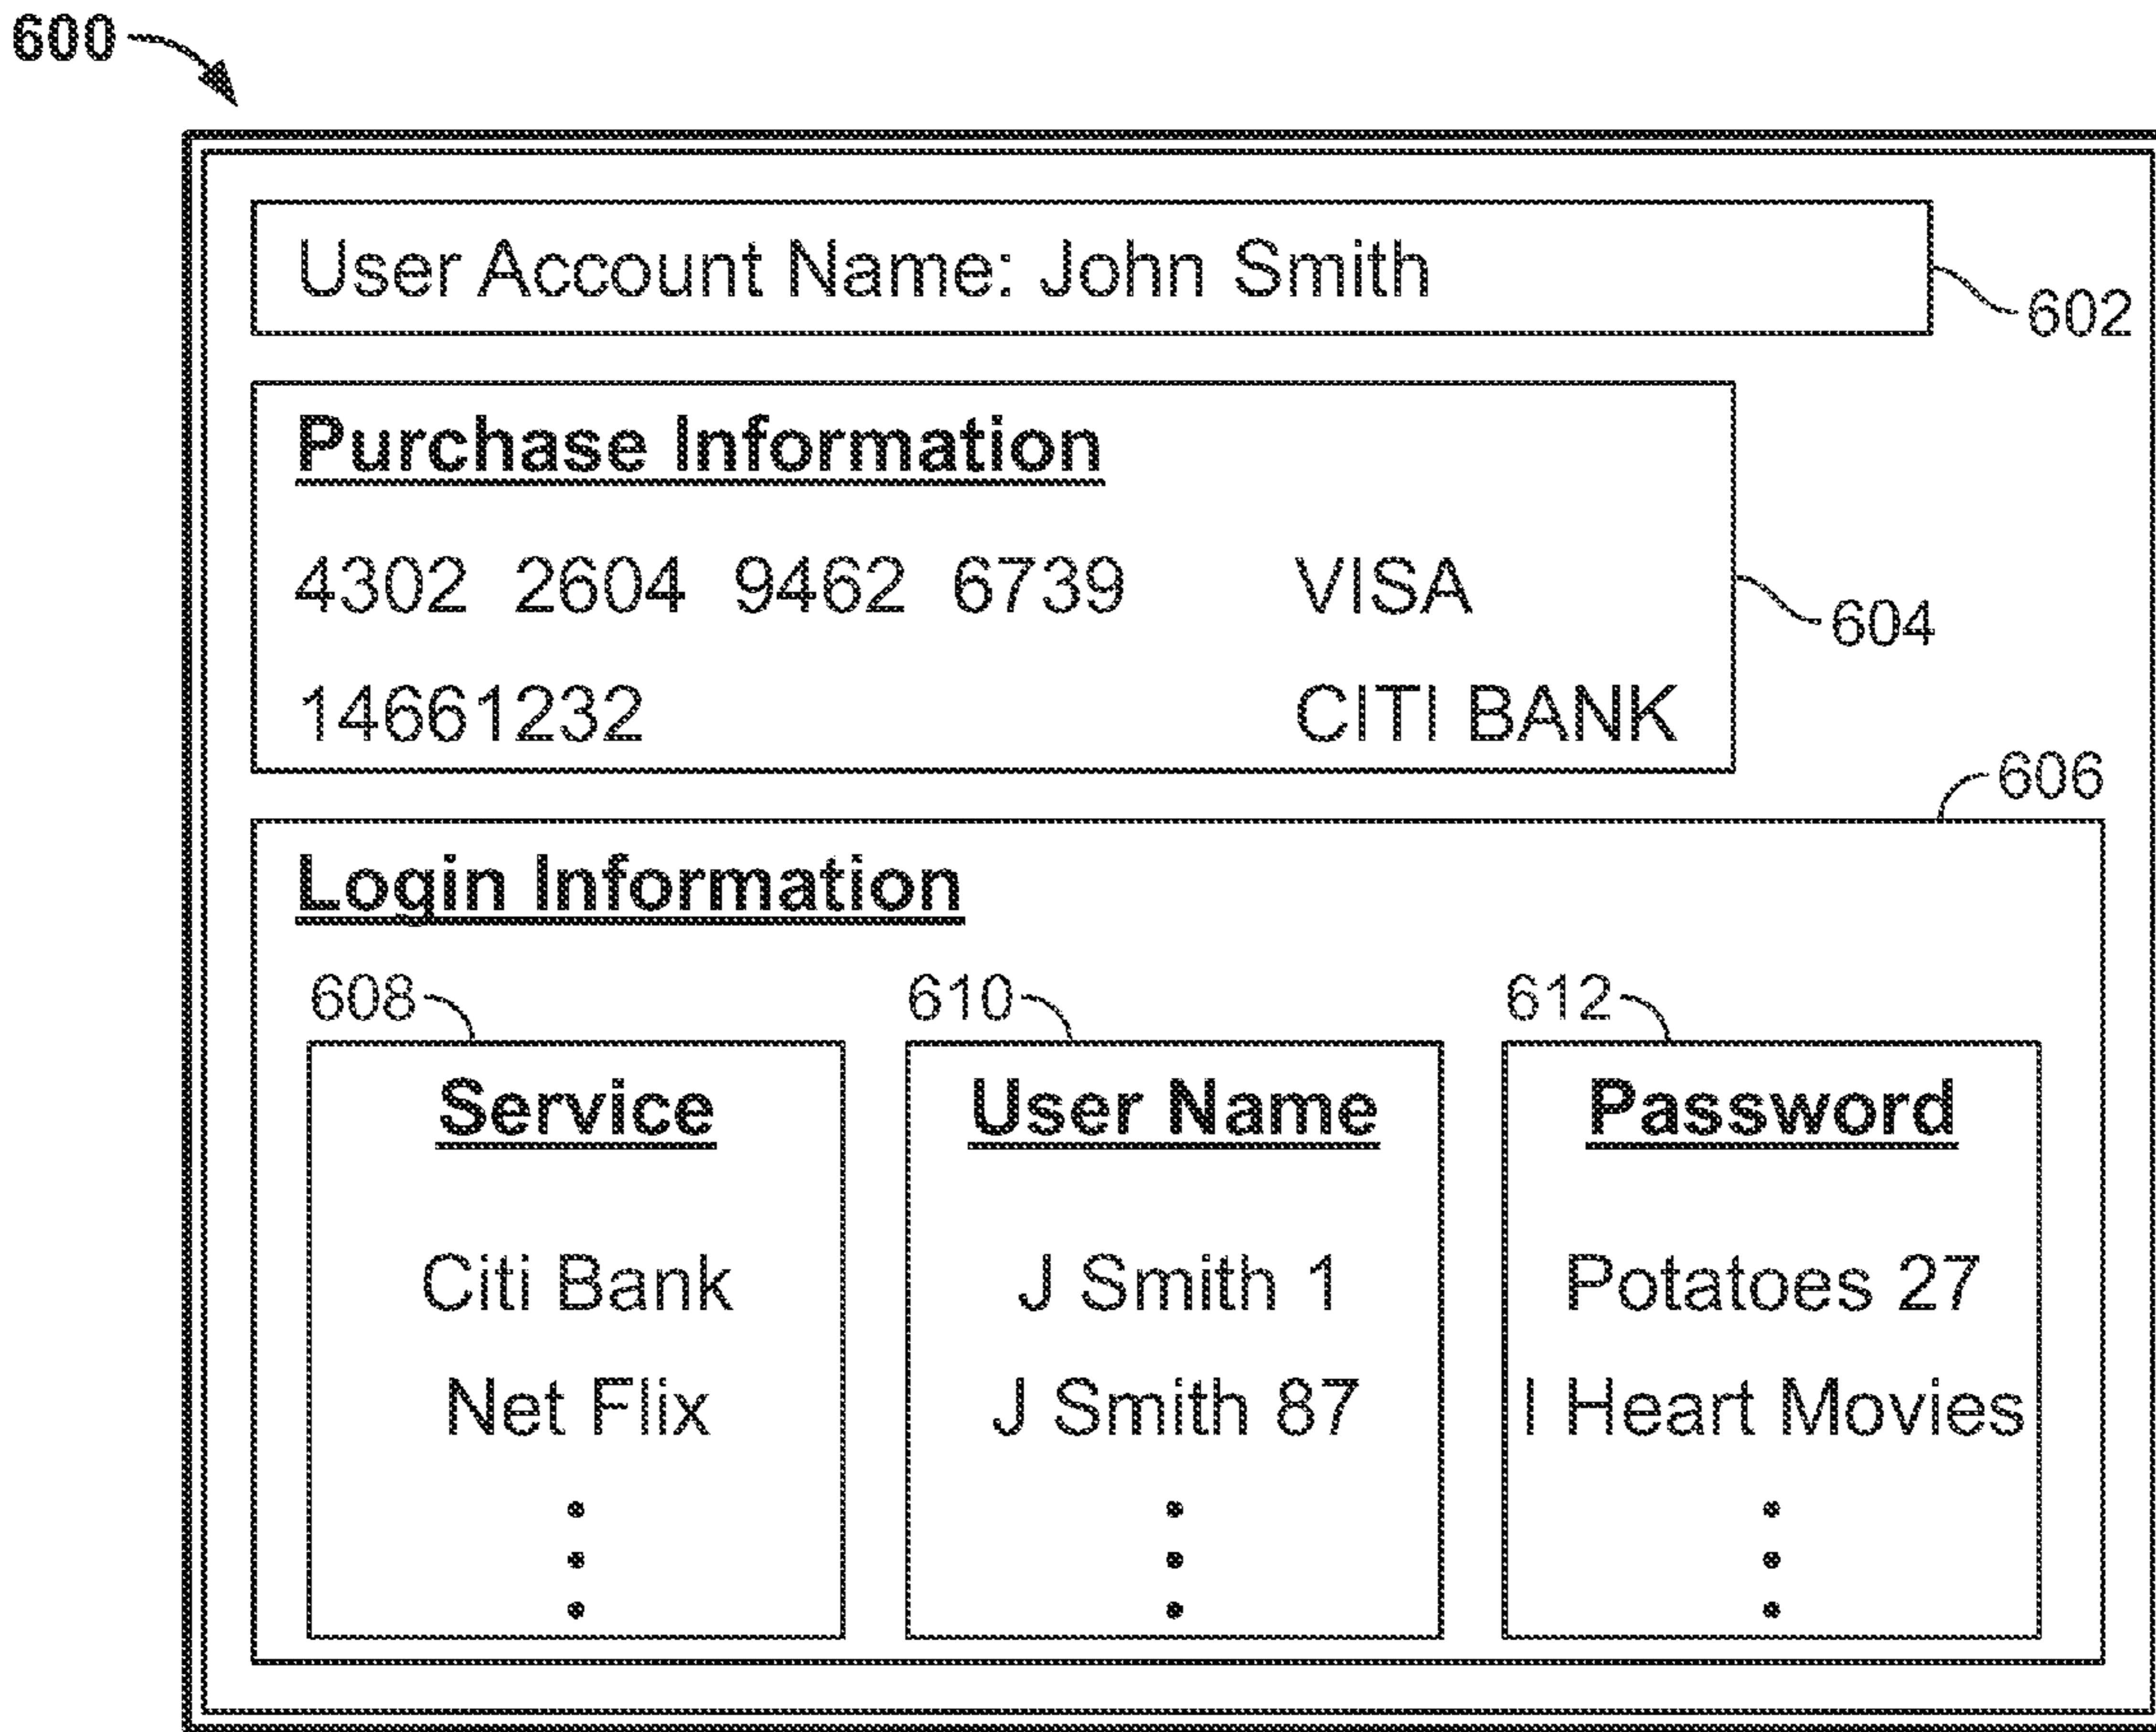 600
User Account Name: John Smith
602
Purchase Information
4302 2604 9462 6739 VISA
604
14661232 CITI BANK
606
Login Information
608 610 612
Service User Name Password
Citi Bank J Smith 1 Potatoes 27
Net Flix J Smith 87 I Heart Movies